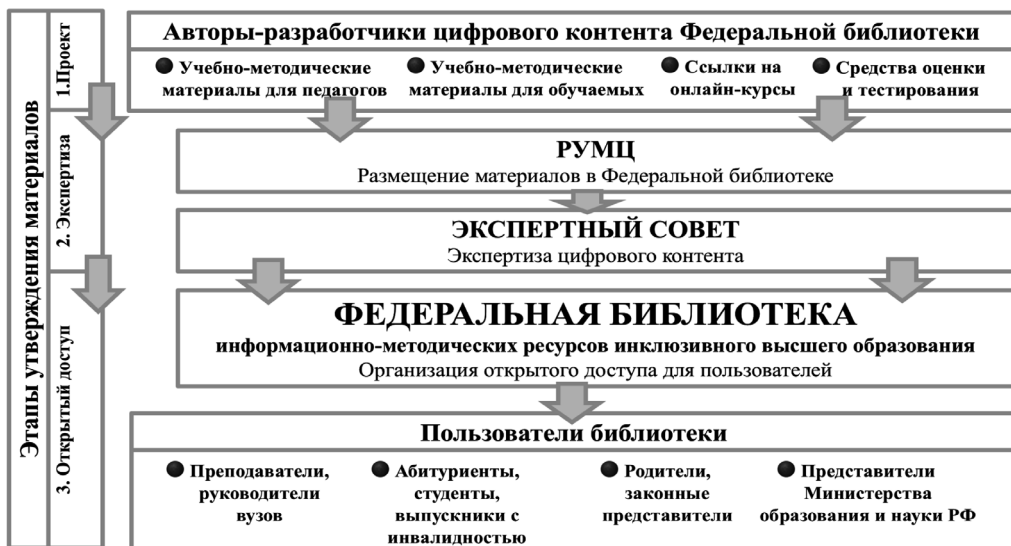 Этапы утверждения материалов
1.Проект
2. Экспертиза
3. Открытый доступ
Авторы-разработчики цифрового контента Федеральной библиотеки
Учебно-методические
материалы для педагогов
Учебно-методические
материалы для обучаемых
Ссылки на
онлайн-курсы
Средства оценки
и тестирования
РУМЦ
Размещение материалов в Федеральной библиотеке
ЭКСПЕРТНЫЙ СОВЕТ
Экспертиза цифрового контента
ФЕДЕРАЛЬНАЯ БИБЛИОТЕКА
информационно-методических ресурсов инклюзивного высшего образования
Организация открытого доступа для пользователей
Пользователи библиотеки
Преподаватели,
руководители
вузов
Абитуриенты,
студенты,
выпускники с
инвалидностью
Родители,
законные
представители
Представители
Министерства
образования и науки РФ